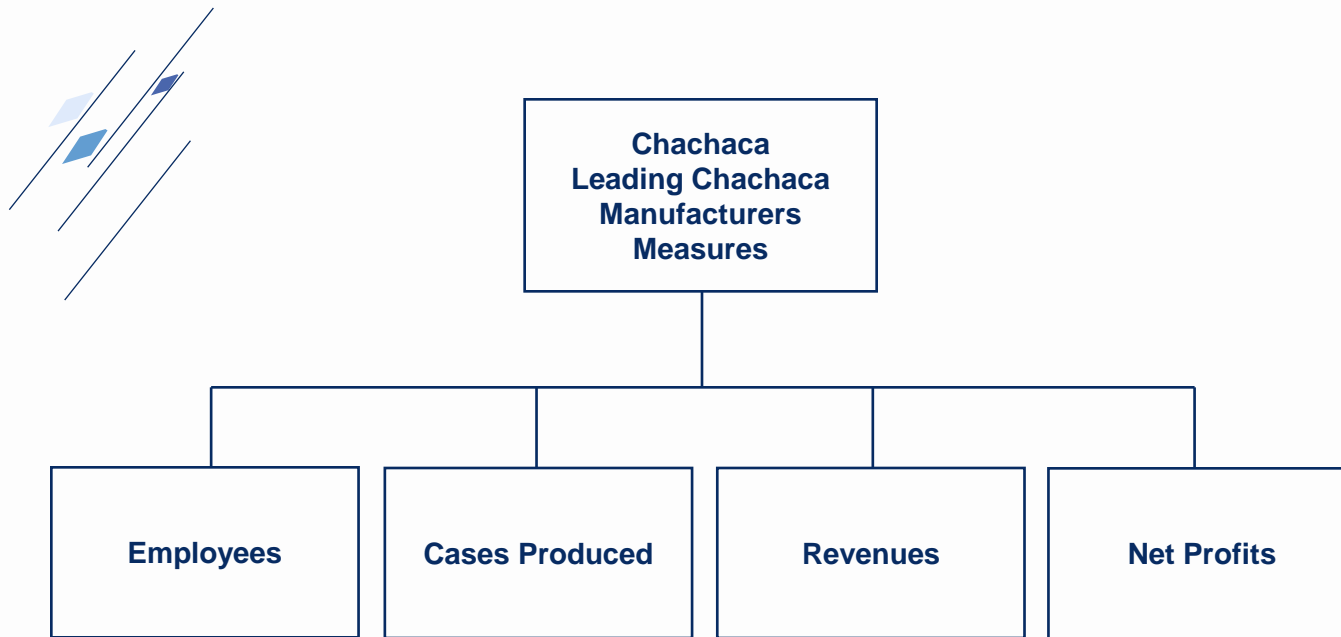 Chachaca
Leading Chachaca
Manufacturers
Measures
Employees
Cases Produced
Revenues
Net Profits